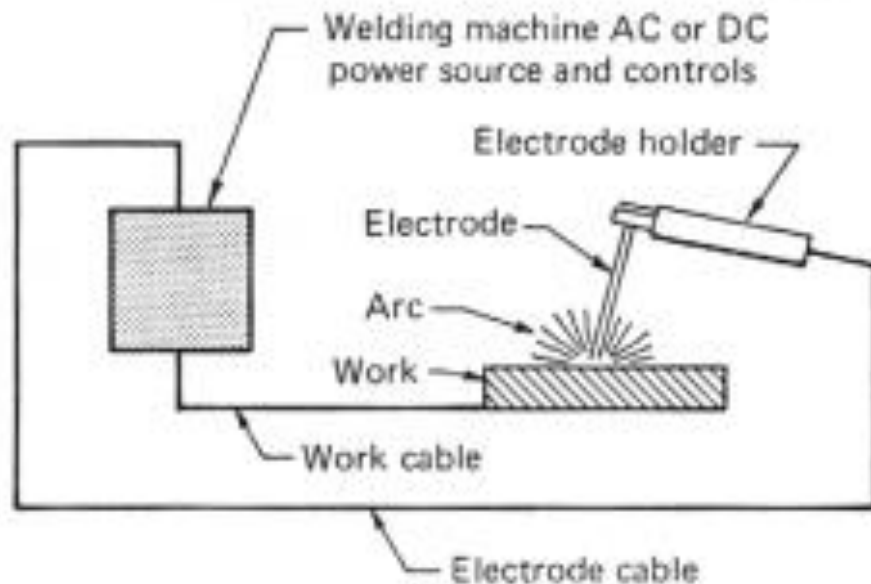 Welding machine AC or DC
power source and controls
Electrode holder
Electrode
Arc
Work
Work cable
Electrode cable